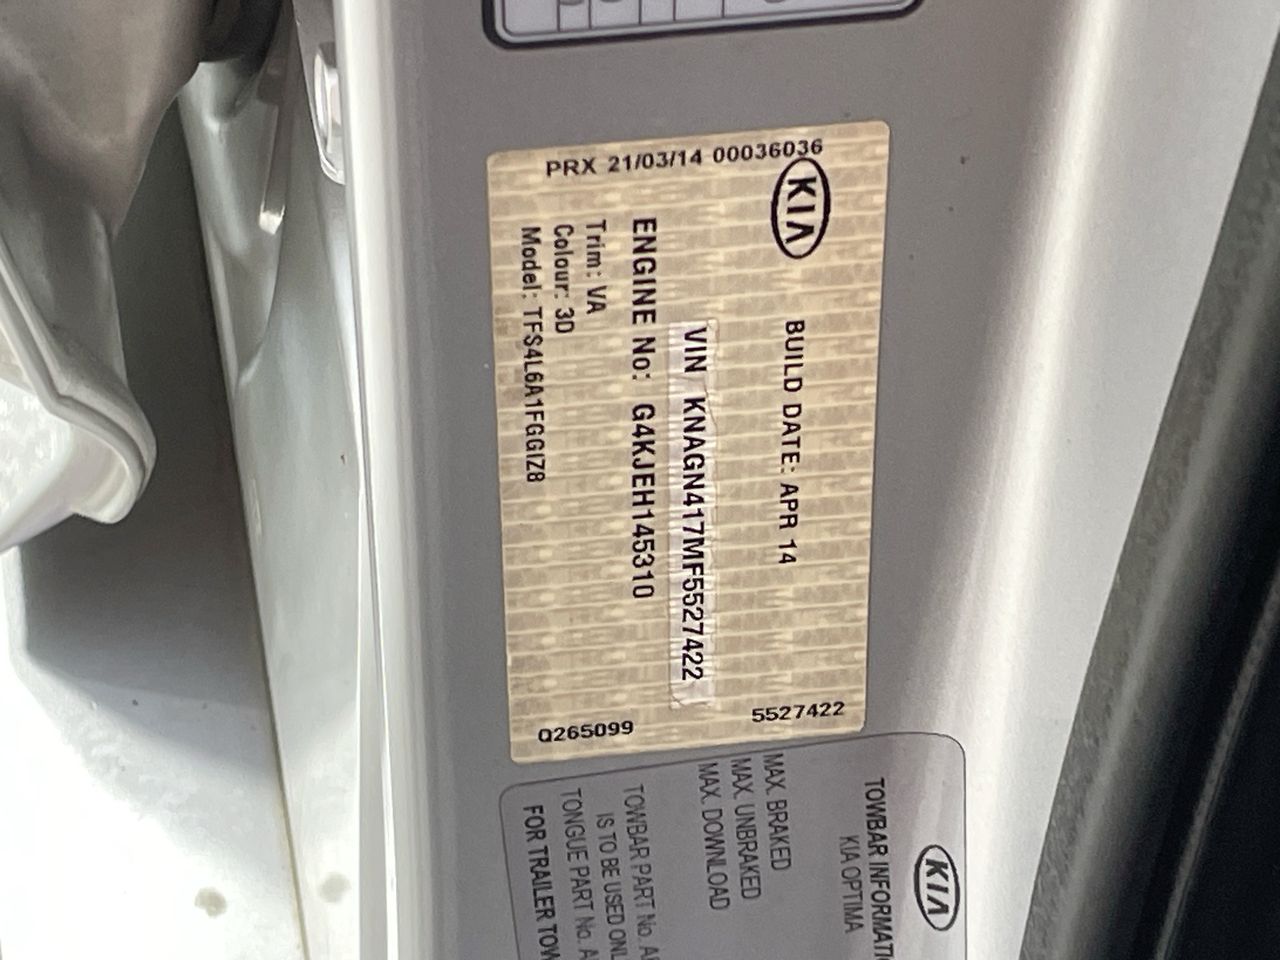 PRX 21/03/14 00036036
KIA
BUILD DATE: APR 14
VIN KNAGN417MF5527422
ENGINE No: G4KJEH145310
Trim: VA
Colour: 3D
Model: TFS4L6A1FGGIZ8
5527422
Q265099
KIA
TOWBAR INFORMATI
KIA OPTIMA
MAX. BRAKED
MAX. UNBRAKED
MAX. DOWNLOAD
TOWBAR PART No.
IS TO BE USED ONL
TONGUE PART No.
FOR TRAILER TOW